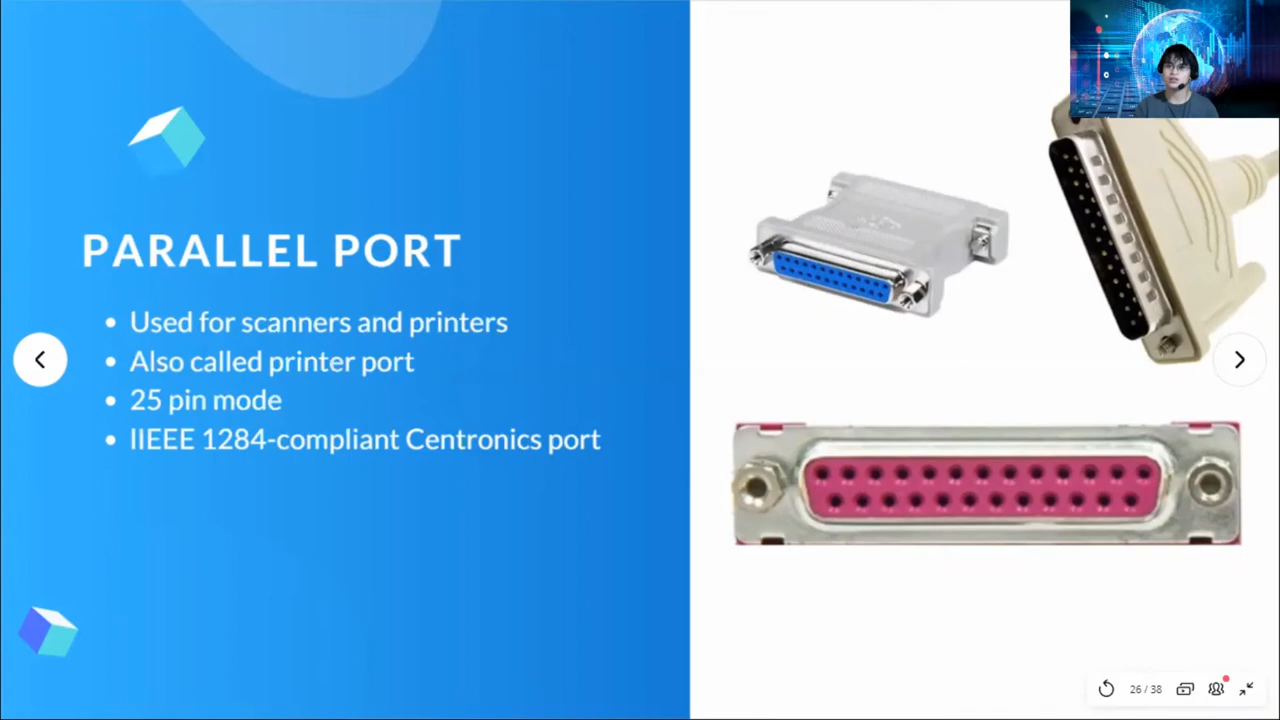 PARALLEL PORT
Used for scanners and printers
Also called printer port
25 pin mode
IIEEE 1284-compliant Centronics port
26 / 38